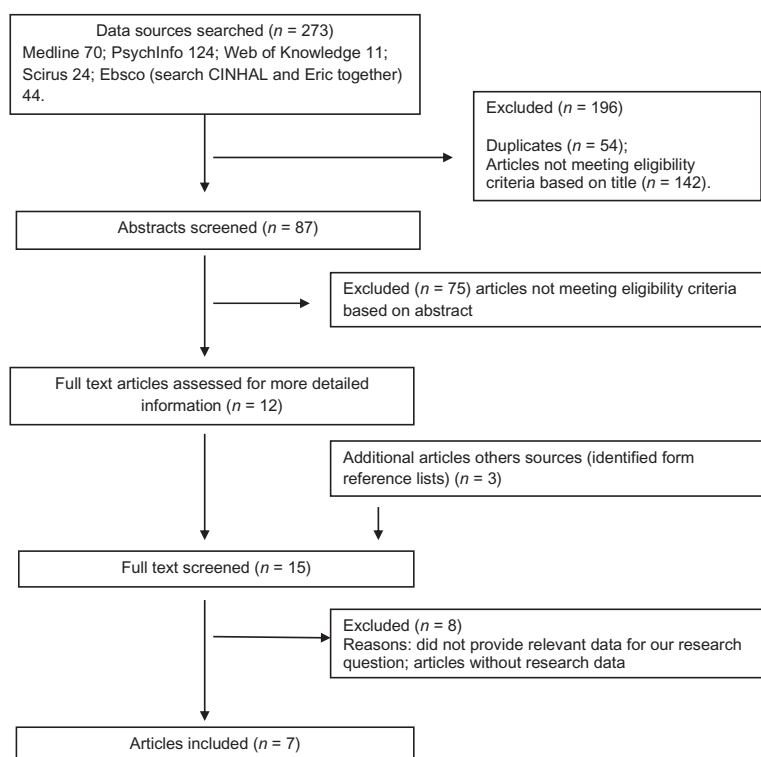 Data sources searched (n = 273)
Medline 70; PsychInfo 124; Web of Knowledge 11;
Scirus 24; Ebsco (search CINHAL and Eric together)
44.
Excluded (n = 196)
Duplicates (n = 54);
Articles not meeting eligibility
criteria based on title (n = 142).
Abstracts screened (n = 87)
Excluded (n = 75) articles not meeting eligibility criteria
based on abstract
Full text articles assessed for more detailed
information (n = 12)
Additional articles others sources (identified form
reference lists) (n = 3)
Full text screened (n = 15)
Excluded (n = 8)
Reasons: did not provide relevant data for our research
question; articles without research data
Articles included (n = 7)